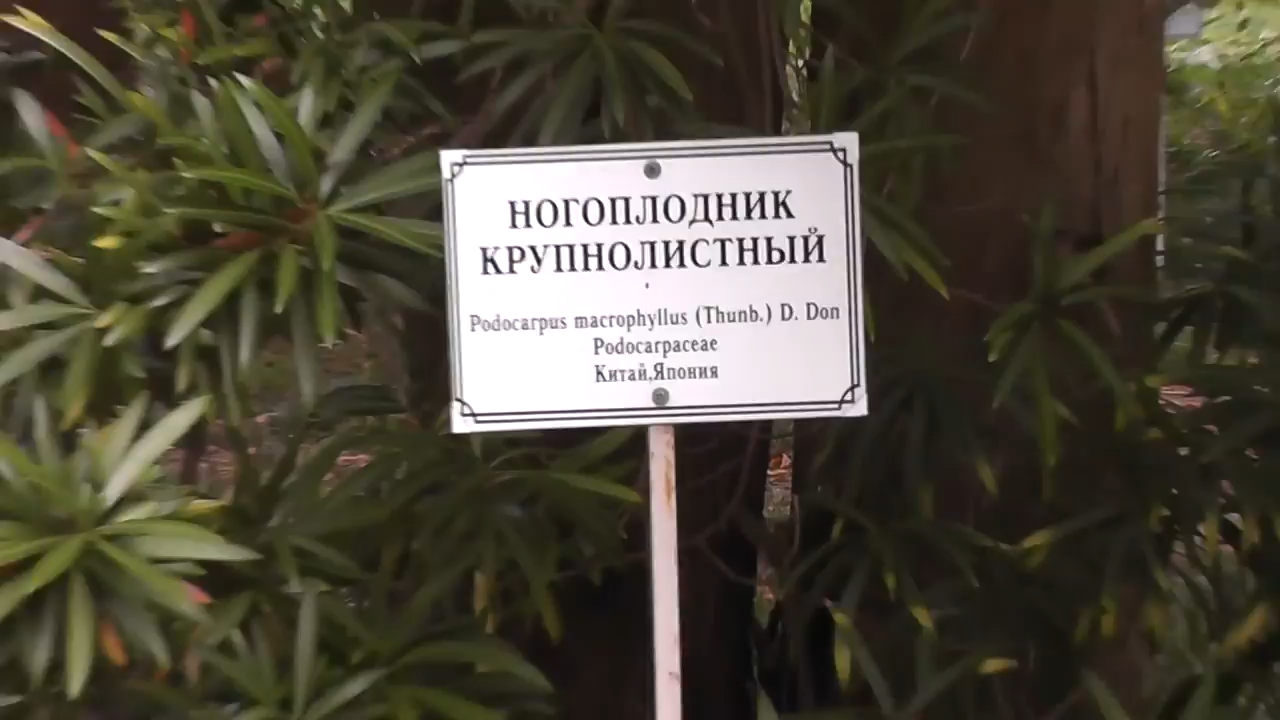 НОГОПЛОДНИК
КРУПНОЛИСТНЫЙ
Podocarpus macrophyllus (Thunb.) D. Don
Podocarpaceae
Китай,Япония